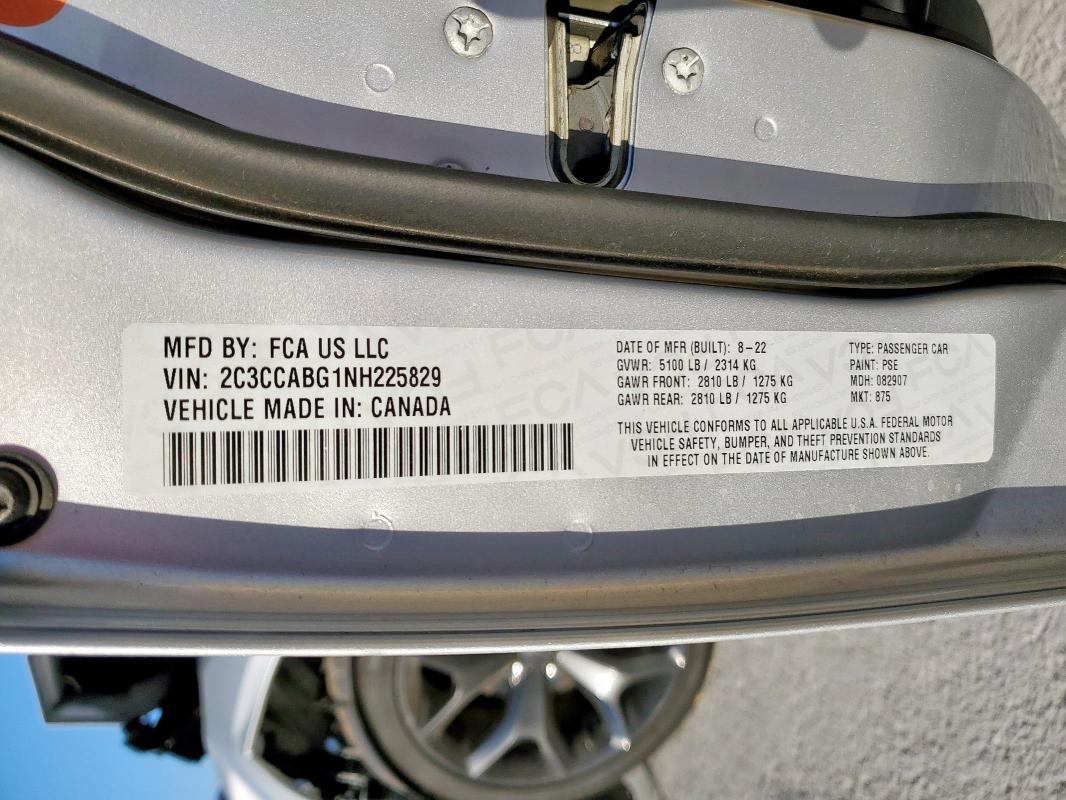 MFD BY: FCA US LLC
VIN: 2C3CCABG1NH225829
VEHICLE MADE IN: CANADA
DATE OF MFR (BUILT): 8-22
GVWR: 5100 LB / 2314 KG
GAWR FRONT: 2810 LB / 1275 KG
GAWR REAR: 2810 LB / 1275 KG
TYPE: PASSENGER CAR
PAINT: PSE
MDH: 082907
MKT: 875
THIS VEHICLE CONFORMS TO ALL APPLICABLE U.S.A. FEDERAL MOTOR
VEHICLE SAFETY, BUMPER, AND THEFT PREVENTION STANDARDS
IN EFFECT ON THE DATE OF MANUFACTURE SHOWN ABOVE.